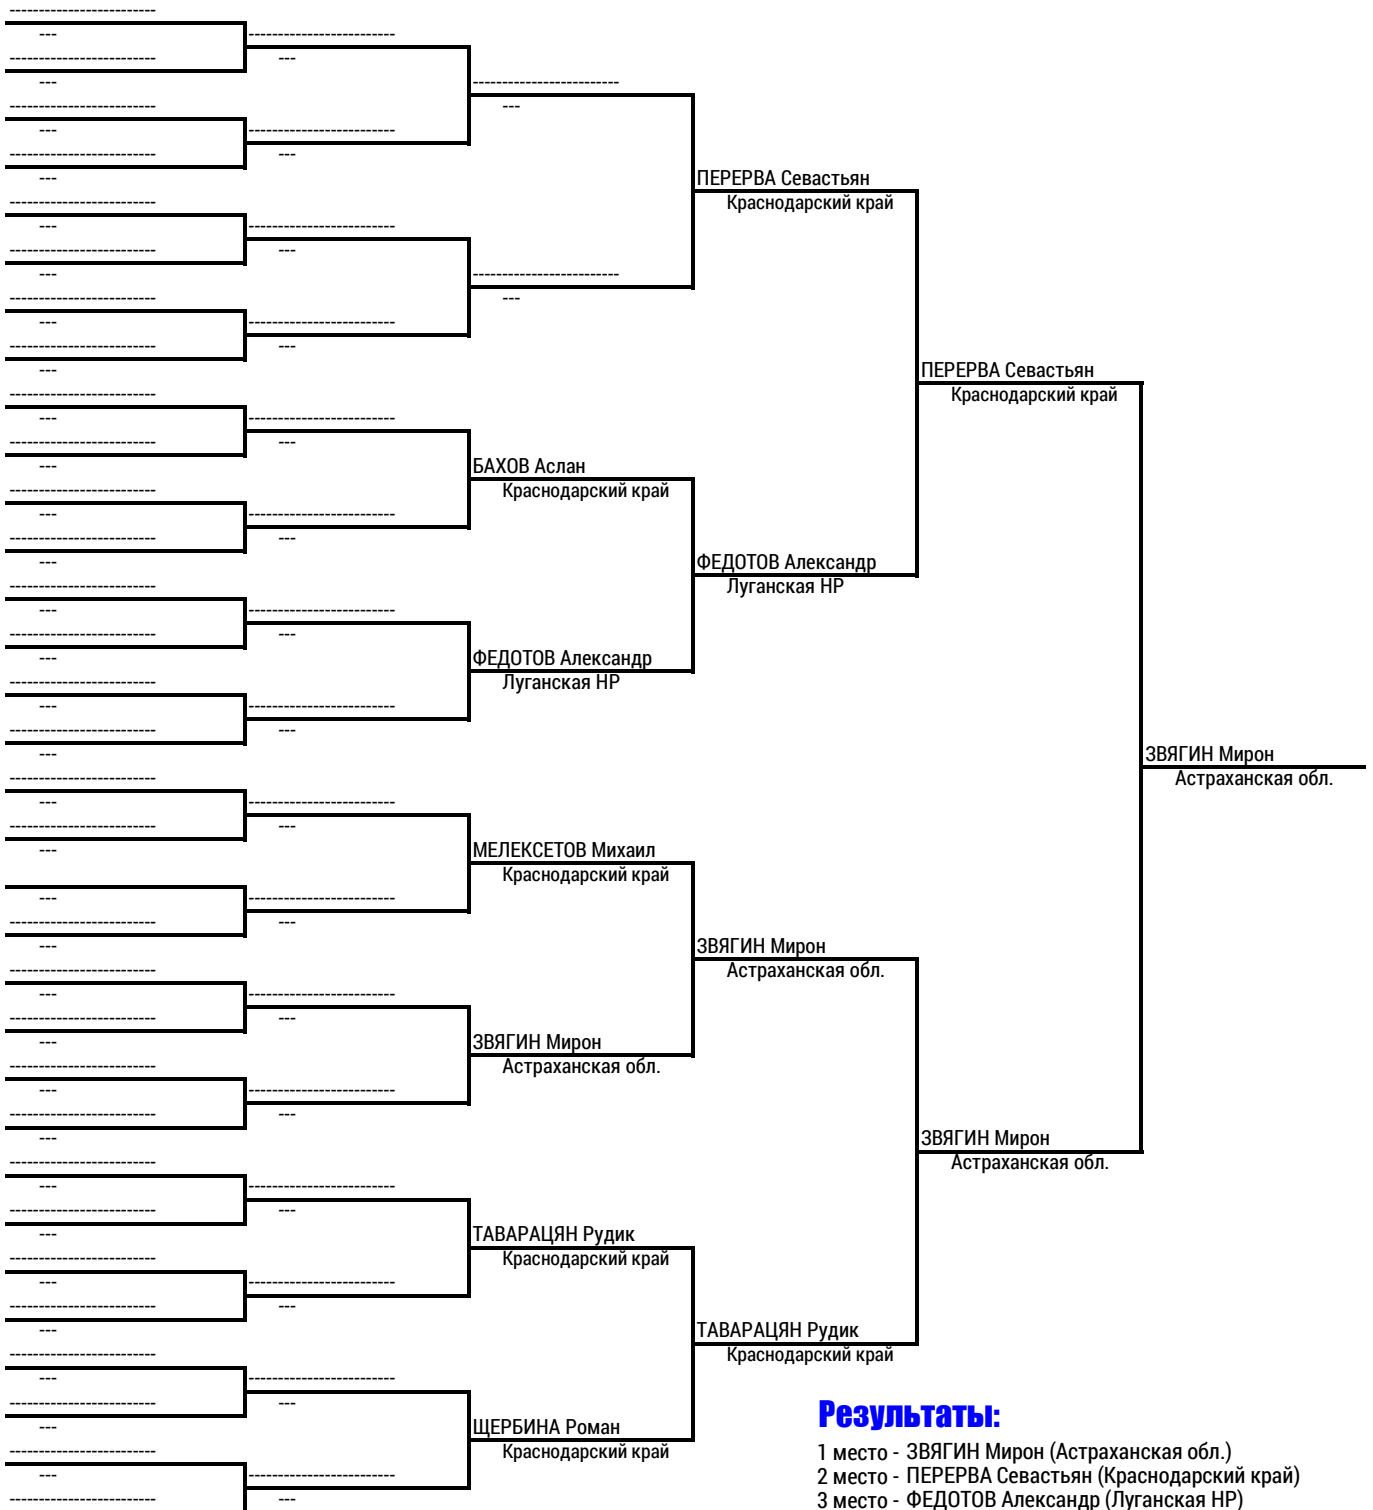 ПЕРЕРВА Севастьян
Краснодарский край
ПЕРЕРВА Севастьян
Краснодарский край
БАХОВ Аслан
Краснодарский край
ФЕДОТОВ Александр
Луганская НР
ФЕДОТОВ Александр
Луганская НР
ЗВЯГИН Мирон
Астраханская обл.
МЕЛЕКСЕТОВ Михаил
Краснодарский край
ЗВЯГИН Мирон
Астраханская обл.
ЗВЯГИН Мирон
Астраханская обл.
ЗВЯГИН Мирон
Астраханская обл.
ТАВАРАЦЯН Рудик
Краснодарский край
ТАВАРАЦЯН Рудик
Краснодарский край
ЩЕРБИНА Роман
Краснодарский край
Результаты:
1 место - ЗВЯГИН Мирон (Астраханская обл.)
2 место - ПЕРЕРВА Севастьян (Краснодарский край)
3 место - ФЕДОТОВ Александр (Луганская НР)